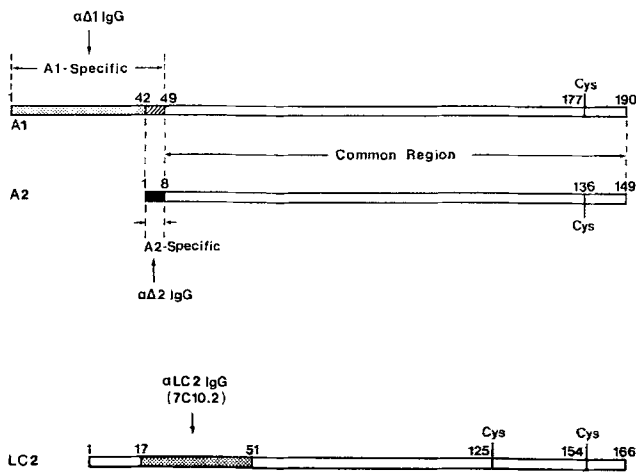 αΔ1 IgG
A1-Specific
1 42 49 Cys 177 190
A1
Common Region
1 8 136 149
A2
Cys
A2-Specific
αΔ2 IgG
αLC2 IgG
(7C10.2)
1 17 51 Cys 125 Cys 154 166
LC2